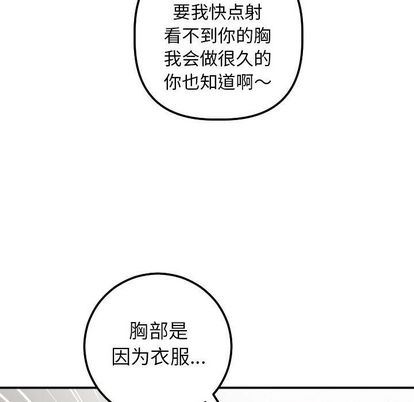 要我快点射
看不到你的胸
我会做很久的
你也知道啊～
胸部是
因为衣服...